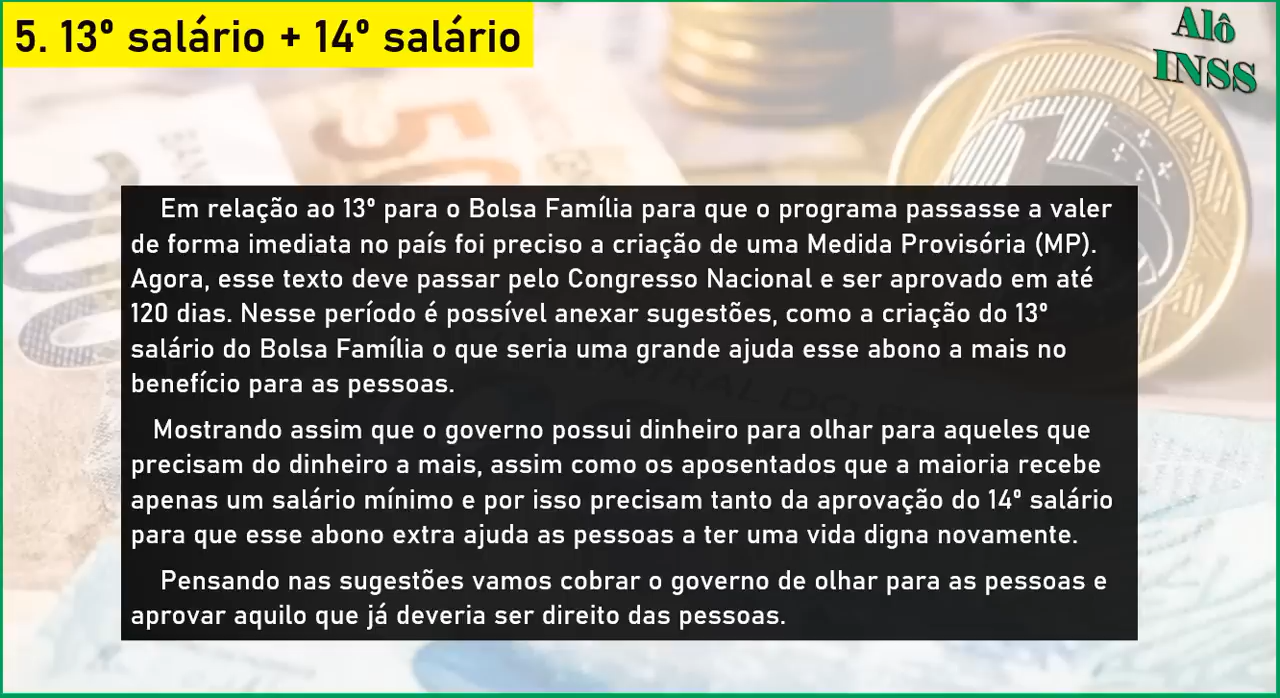 5. 13º salário + 14º salário
Alô
INSS
Em relação ao 13º para o Bolsa Família para que o programa passasse a valer
de forma imediata no país foi preciso a criação de uma Medida Provisória (MP).
Agora, esse texto deve passar pelo Congresso Nacional e ser aprovado em até
120 dias. Nesse período é possível anexar sugestões, como a criação do 13º
salário do Bolsa Família o que seria uma grande ajuda esse abono a mais no
benefício para as pessoas.
Mostrando assim que o governo possui dinheiro para olhar para aqueles que
precisam do dinheiro a mais, assim como os aposentados que a maioria recebe
apenas um salário mínimo e por isso precisam tanto da aprovação do 14º salário
para que esse abono extra ajuda as pessoas a ter uma vida digna novamente.
Pensando nas sugestões vamos cobrar o governo de olhar para as pessoas e
aprovar aquilo que já deveria ser direito das pessoas.
200
50
1